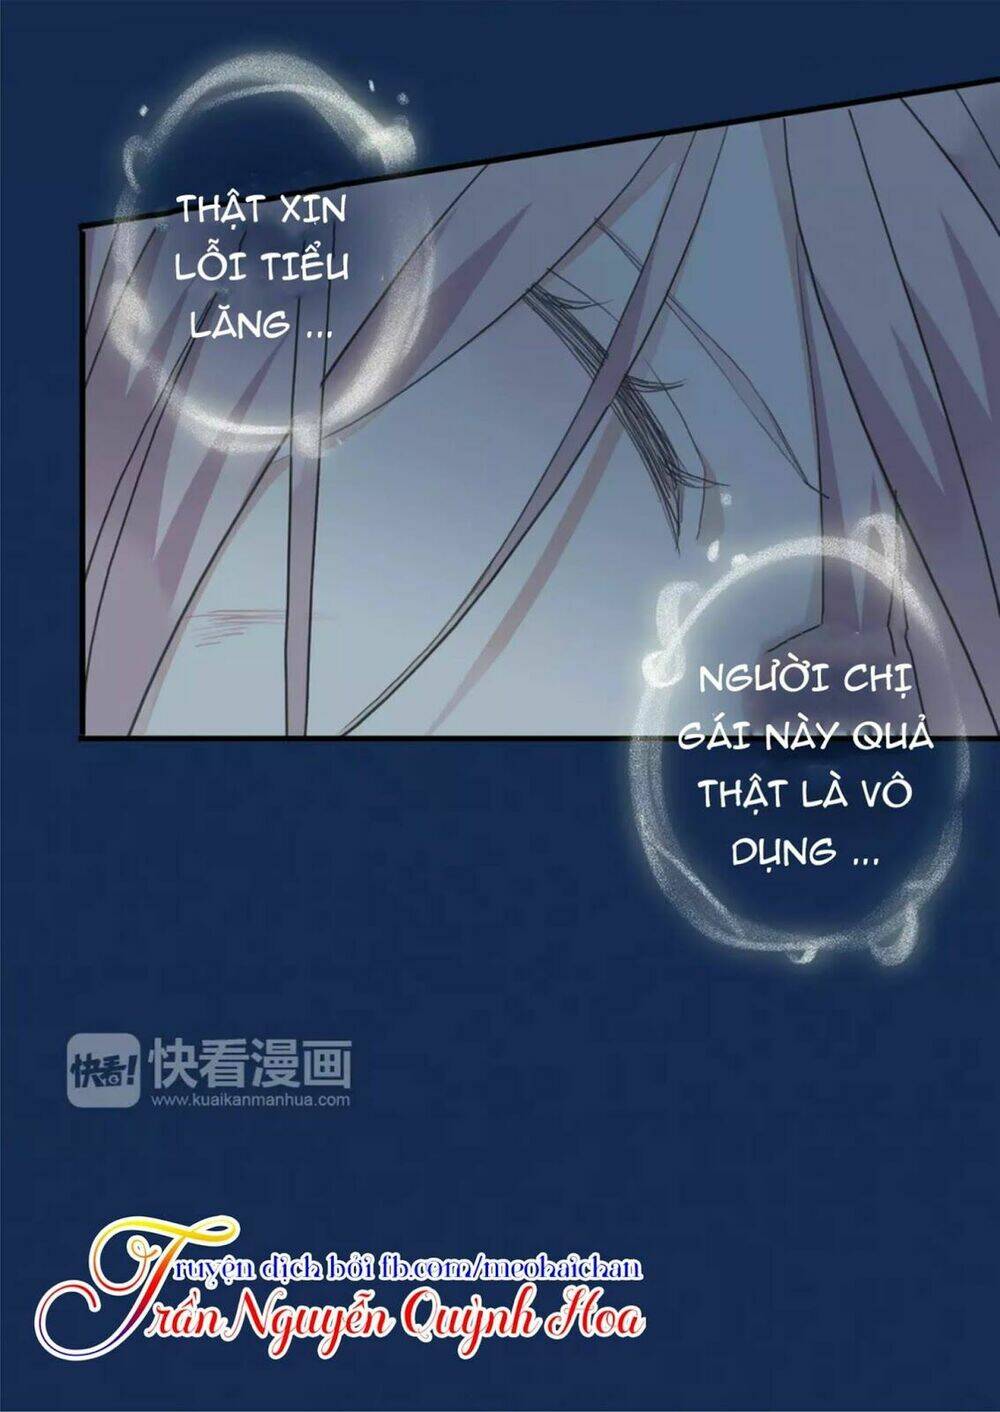 THẬT XIN
LỖI TIỂU
LĂNG ...
NGƯỜI CHỊ
GÁI NÀY QUẢ
THẬT LÀ VÔ
DỤNG ...
快看!
快看漫画
www.kuaikanmanhua.com
Truyện dịch bởi fb.com/meohaichan
Trần Nguyễn Quỳnh Hoa